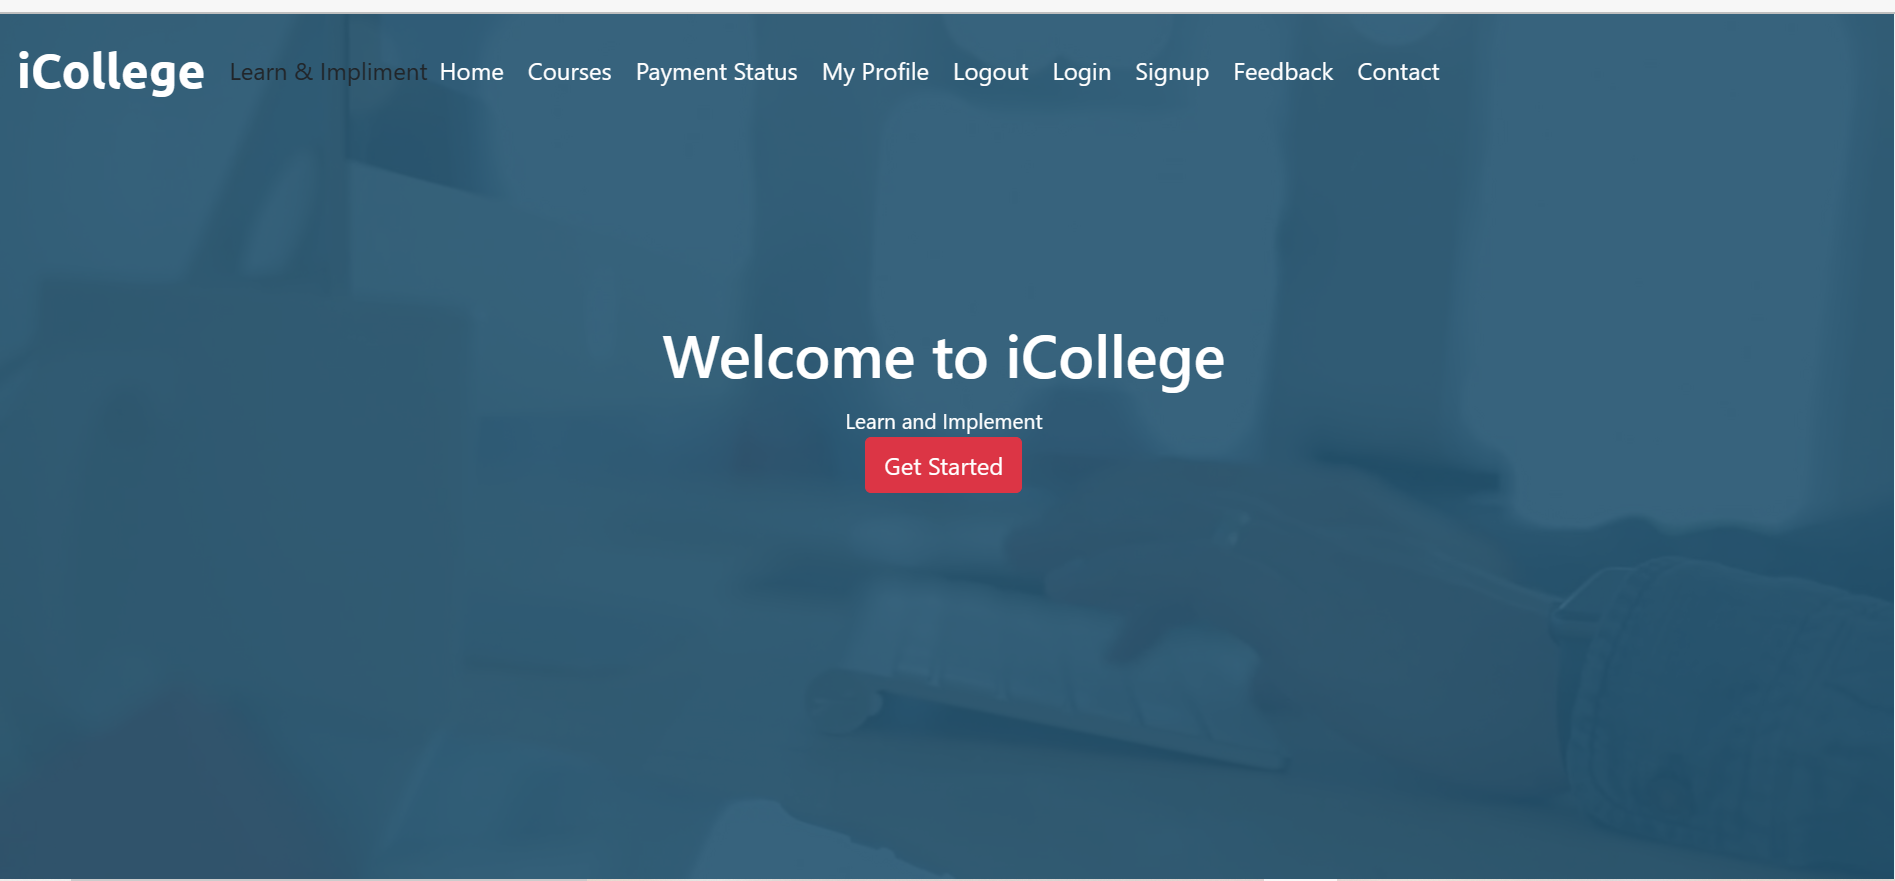 iCollege Learn & Impliment Home Courses Payment Status My Profile Logout Login Signup Feedback Contact
Welcome to iCollege
Learn and Implement
Get Started